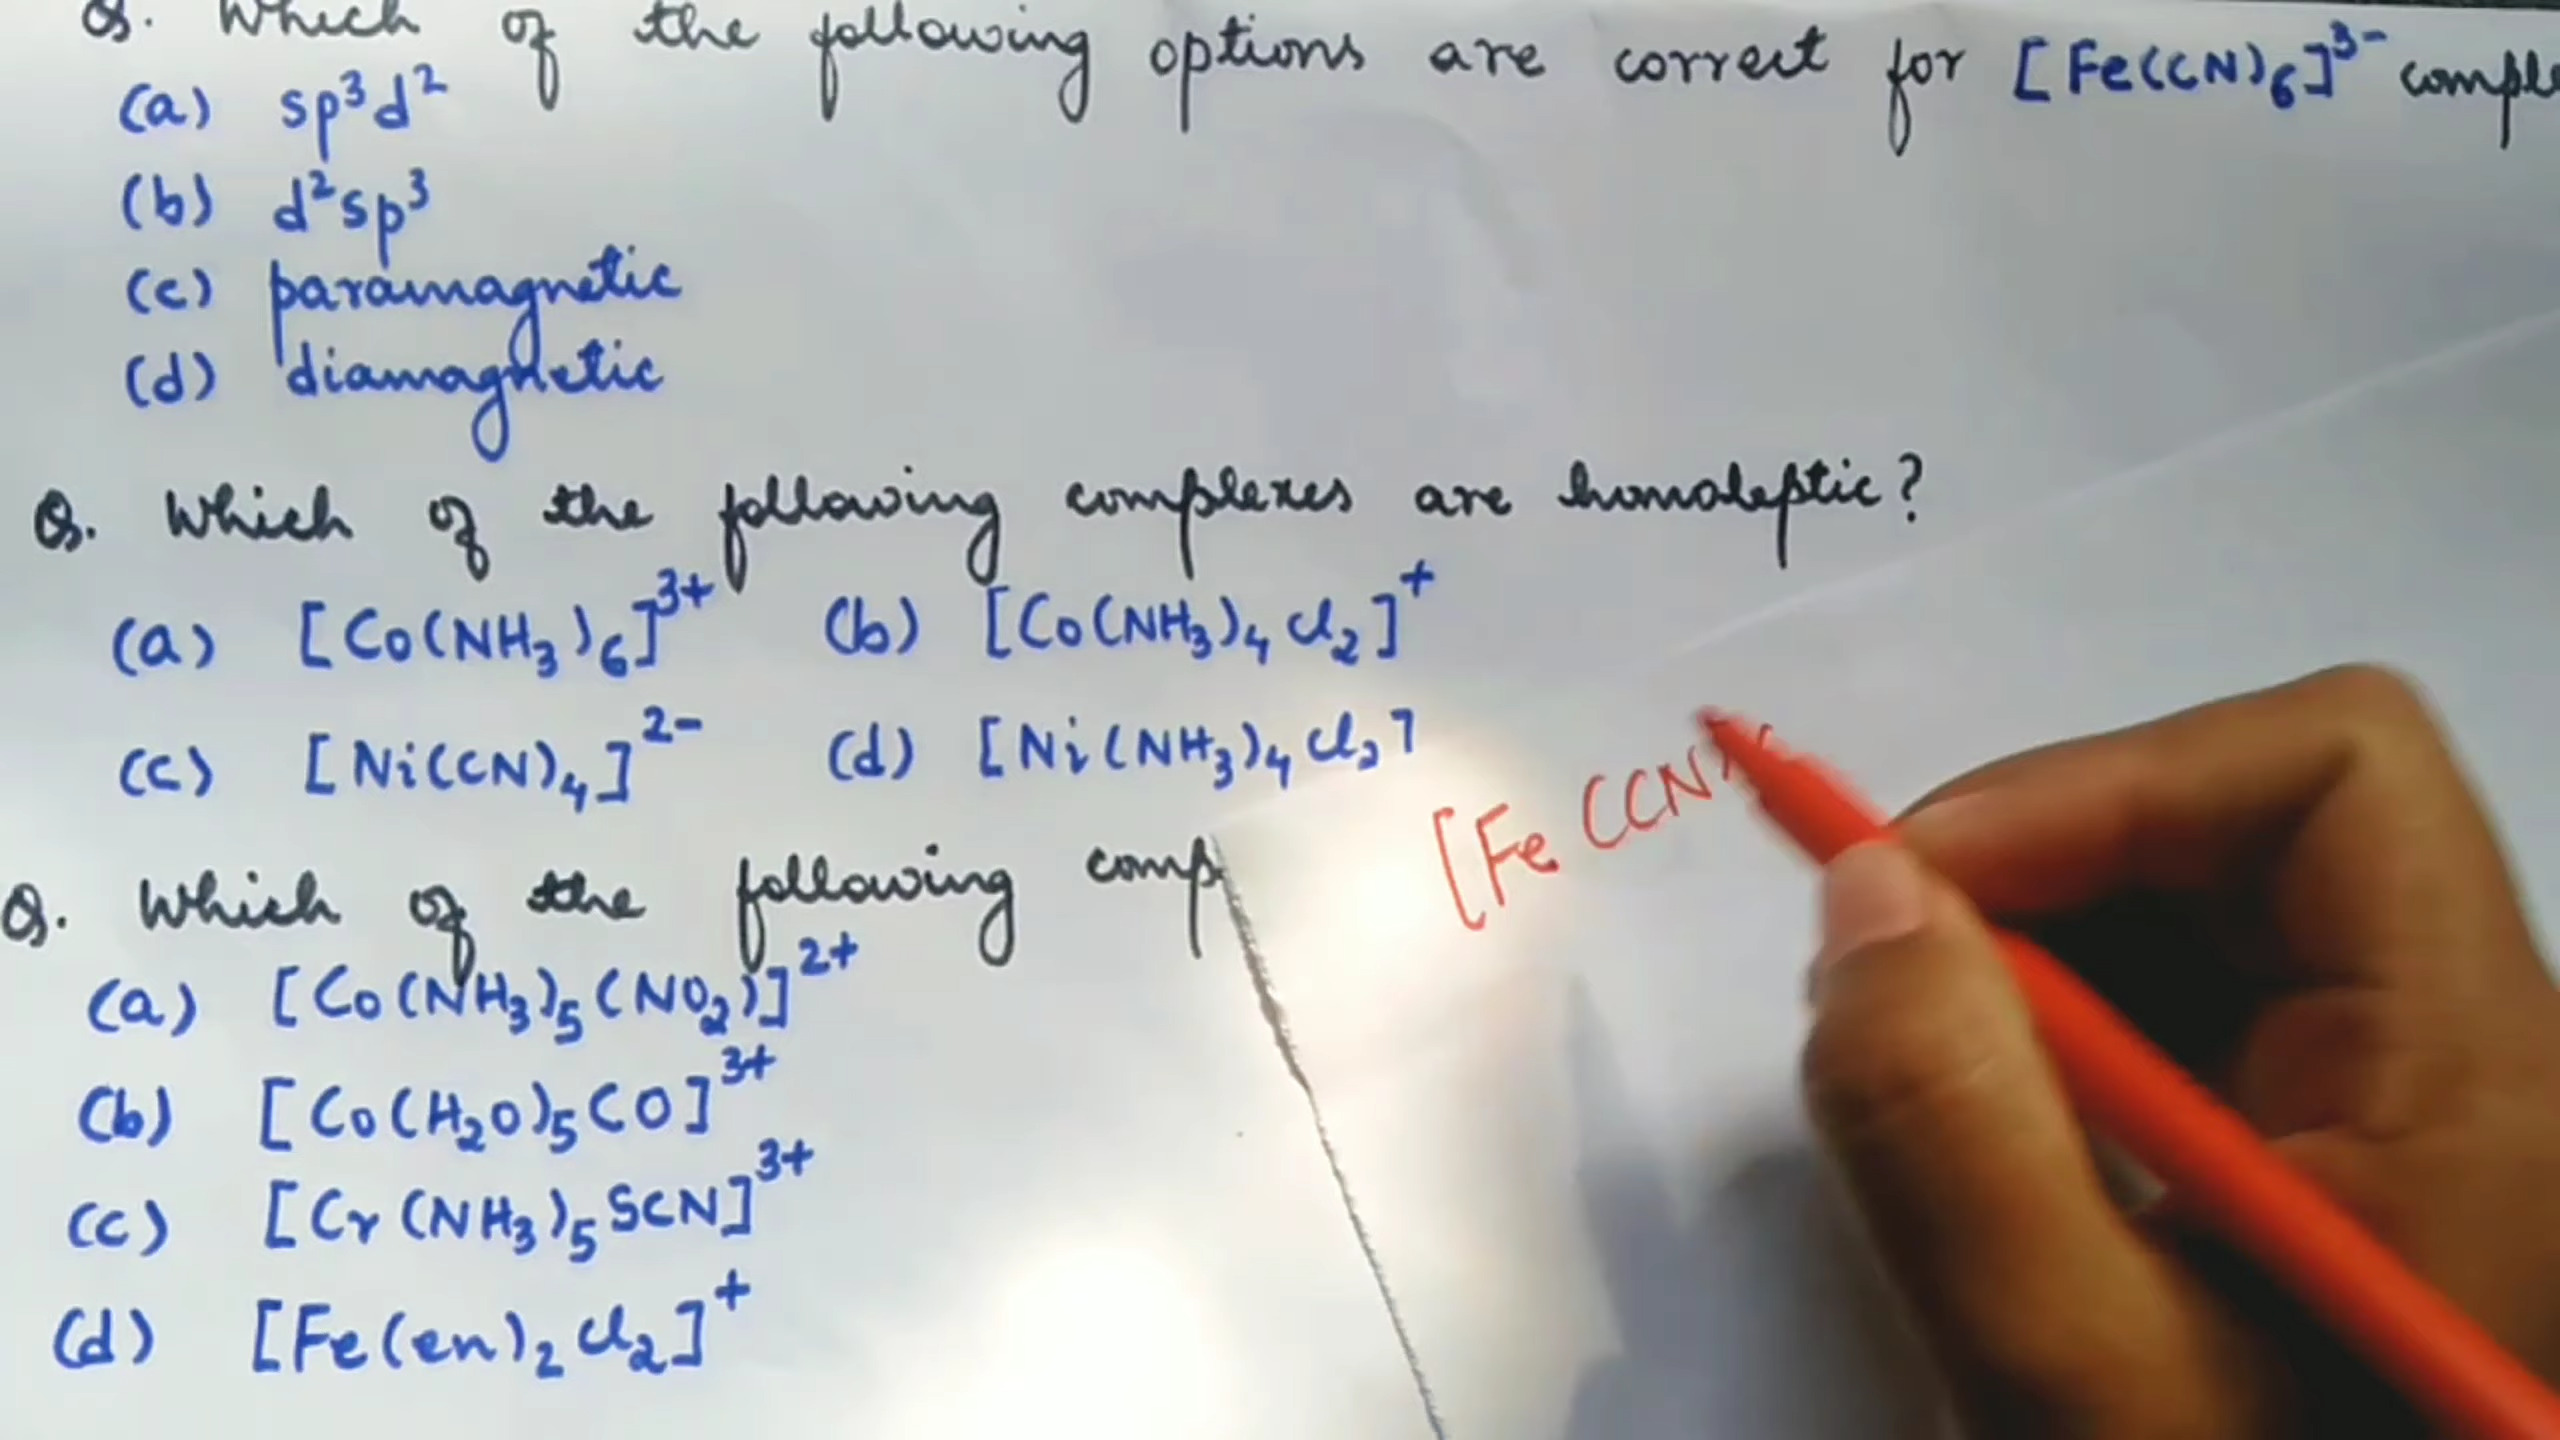 Q. Which of the following options are correct for [Fe(CN)6]³⁻
(a) sp³d²
(b) d²sp³
(c) paramagnetic
(d) diamagnetic
Q. Which of the following complexes are homoleptic?
(a) [Co(NH₃)₆]³⁺ (b) [Co(NH₃)₄Cl₂]⁺
(c) [Ni(CN)₄]²⁻ (d) [Ni(NH₃)₄Cl₂]
[Fe(CN)
Q. Which of the following
(a) [Co(NH₃)₅(NO₂)]²⁺
(b) [Co(H₂O)₅CO]³⁺
(c) [Cr(NH₃)₅SCN]³⁺
(d) [Fe(en)₂Cl₂]⁺